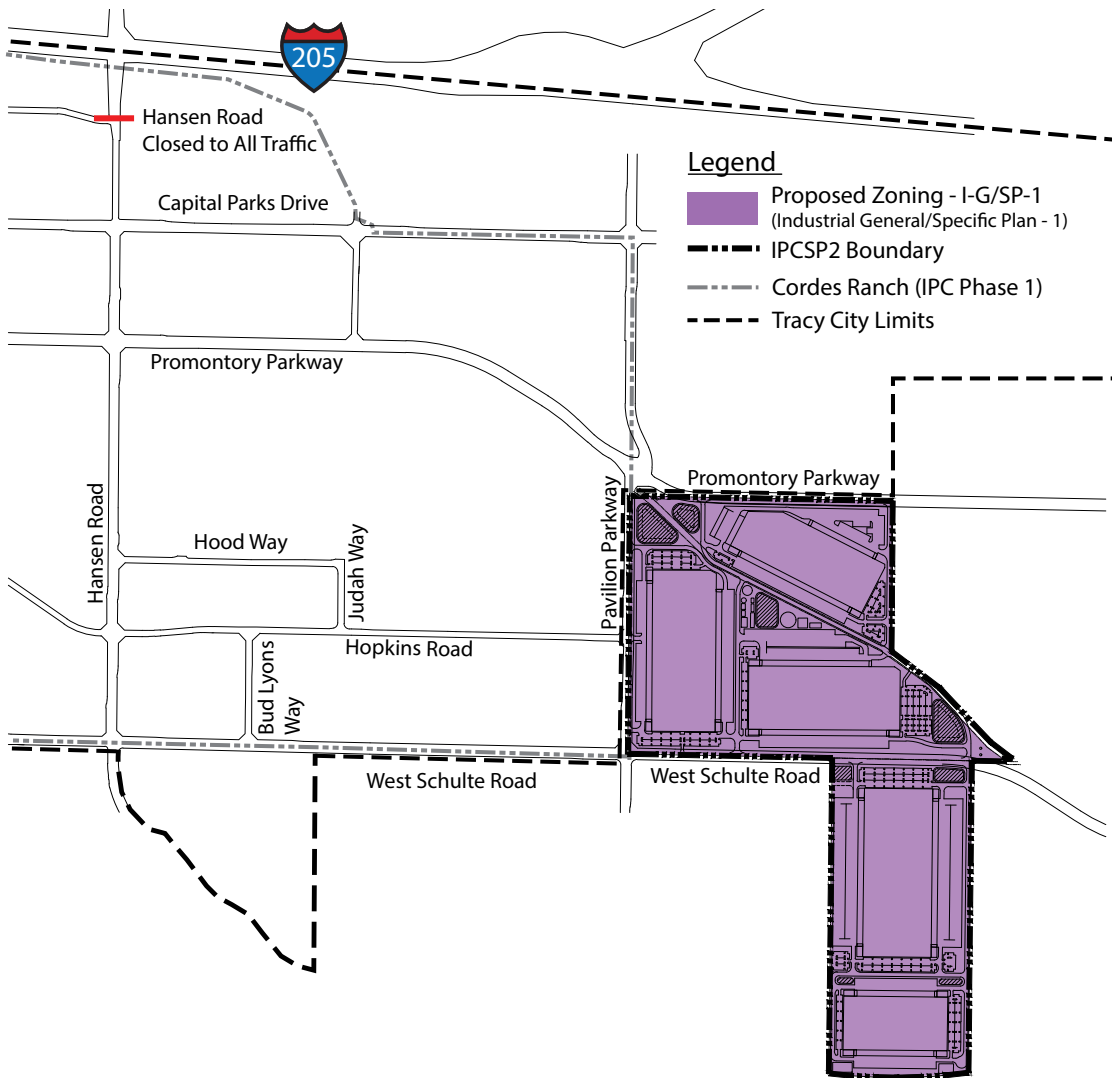 205
Hansen Road
Closed to All Traffic
Legend
Proposed Zoning - I-G/SP-1
(Industrial General/Specific Plan - 1)
IPCSP2 Boundary
Cordes Ranch (IPC Phase 1)
Tracy City Limits
Capital Parks Drive
Promontory Parkway
Promontory Parkway
Hansen Road
Hood Way
Judah Way
Pavilion Parkway
Hopkins Road
Bud Lyons
Way
West Schulte Road
West Schulte Road